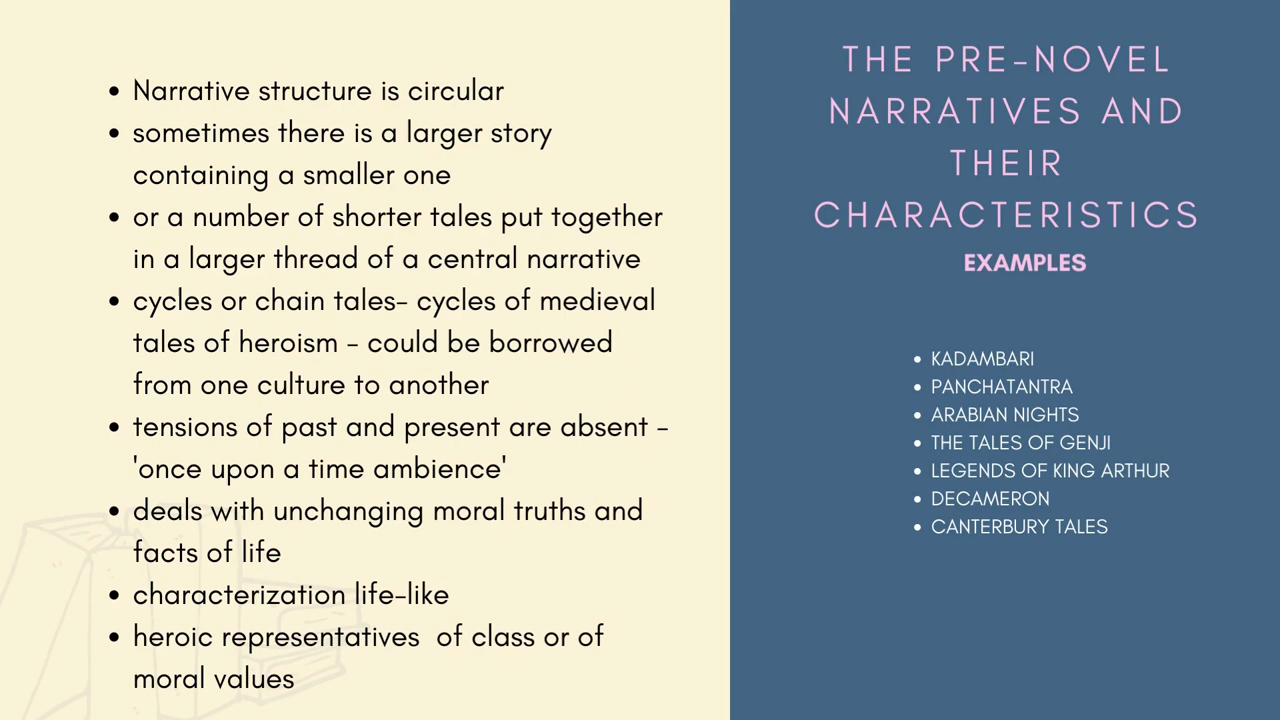 • Narrative structure is circular
• sometimes there is a larger story
containing a smaller one
• or a number of shorter tales put together
in a larger thread of a central narrative
• cycles or chain tales- cycles of medieval
tales of heroism - could be borrowed
from one culture to another
• tensions of past and present are absent -
'once upon a time ambience'
• deals with unchanging moral truths and
facts of life
• characterization life-like
• heroic representatives  of class or of
moral values
THE PRE-NOVEL
NARRATIVES AND
THEIR
CHARACTERISTICS
EXAMPLES
• KADAMBARI
• PANCHATANTRA
• ARABIAN NIGHTS
• THE TALES OF GENJI
• LEGENDS OF KING ARTHUR
• DECAMERON
• CANTERBURY TALES